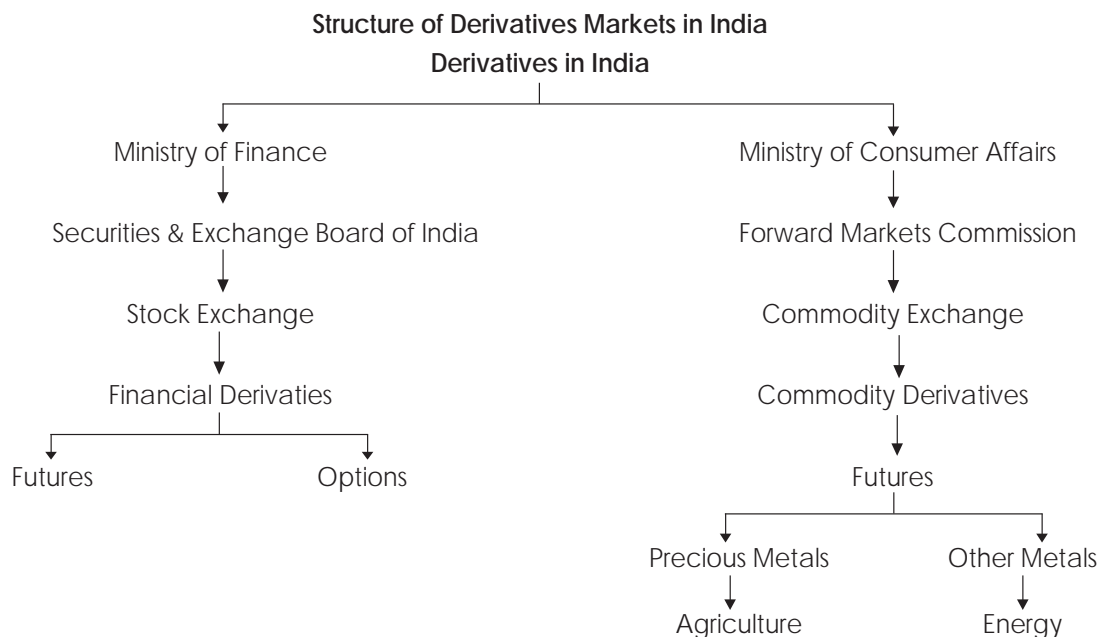 Structure of Derivatives Markets in India
Derivatives in India
Ministry of Finance
Ministry of Consumer Affairs
Securities & Exchange Board of India
Forward Markets Commission
Stock Exchange
Commodity Exchange
Financial Derivaties
Commodity Derivatives
Futures
Options
Futures
Precious Metals
Other Metals
Agriculture
Energy